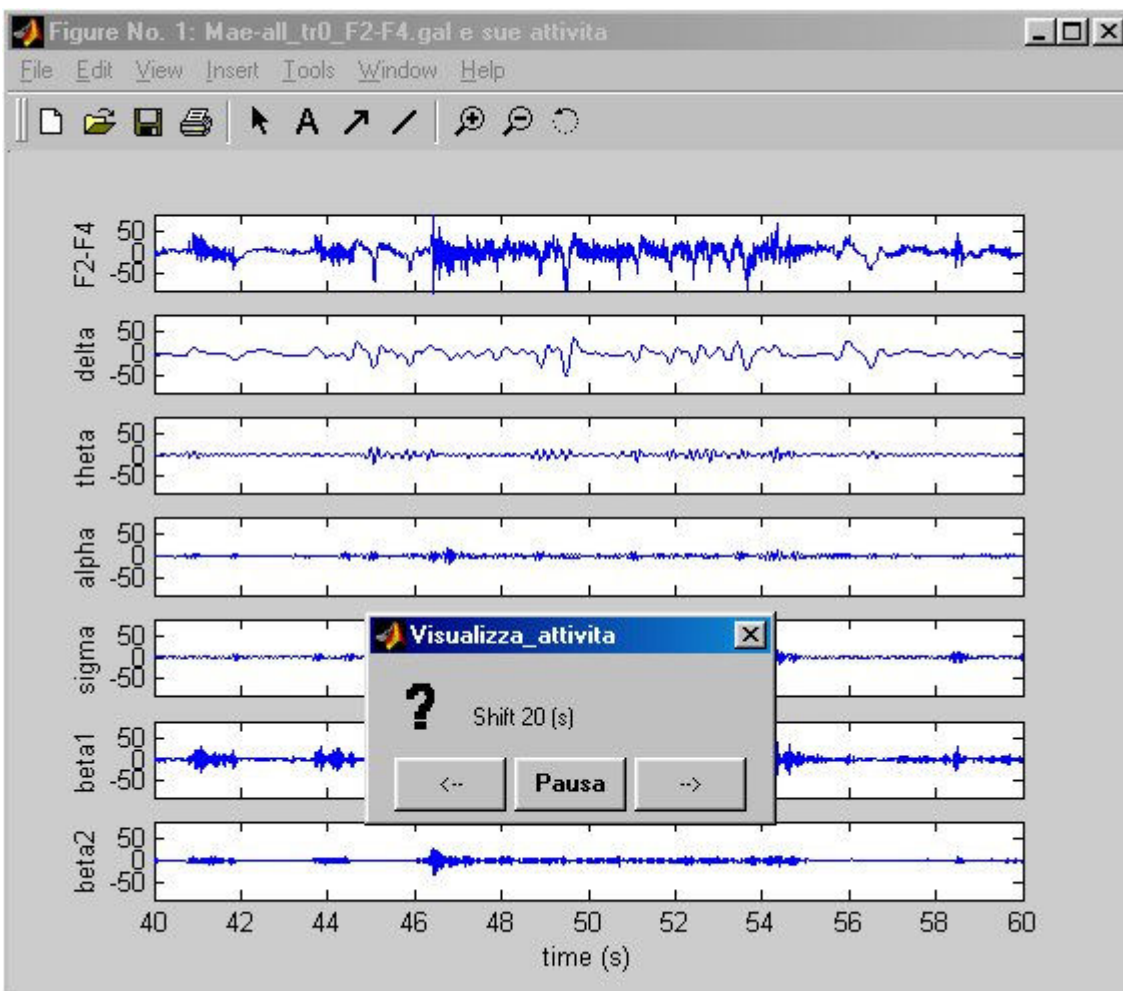 Figure No. 1: Mae-all_tr0_F2-F4.gal e sue attivita
File Edit View Insert Tools Window Help
A
F2-F4
50
0
-50
delta
50
0
-50
theta
50
0
-50
alpha
50
0
-50
sigma
50
0
-50
Visualizza_attivita
?
Shift 20 (s)
<-- Pausa -->
beta1
50
0
-50
beta2
50
0
-50
40 42 44 46 48 50 52 54 56 58 60
time (s)